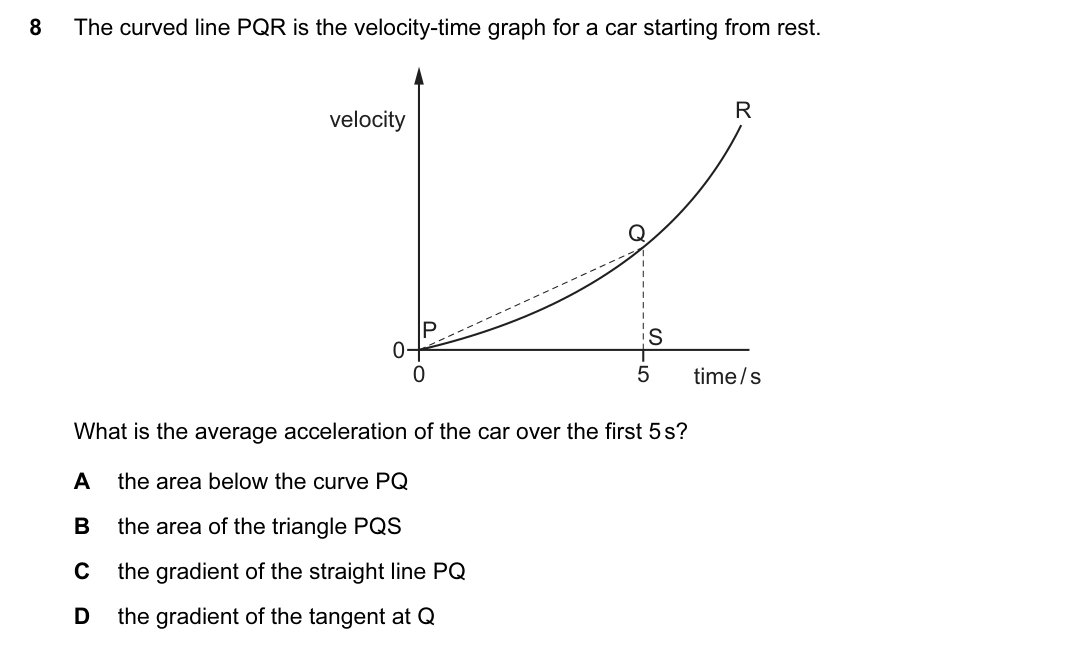 8 The curved line PQR is the velocity-time graph for a car starting from rest.
velocity
R
Q
P
S
0
0
5
time/s
What is the average acceleration of the car over the first 5s?
A the area below the curve PQ
B the area of the triangle PQS
C the gradient of the straight line PQ
D the gradient of the tangent at Q